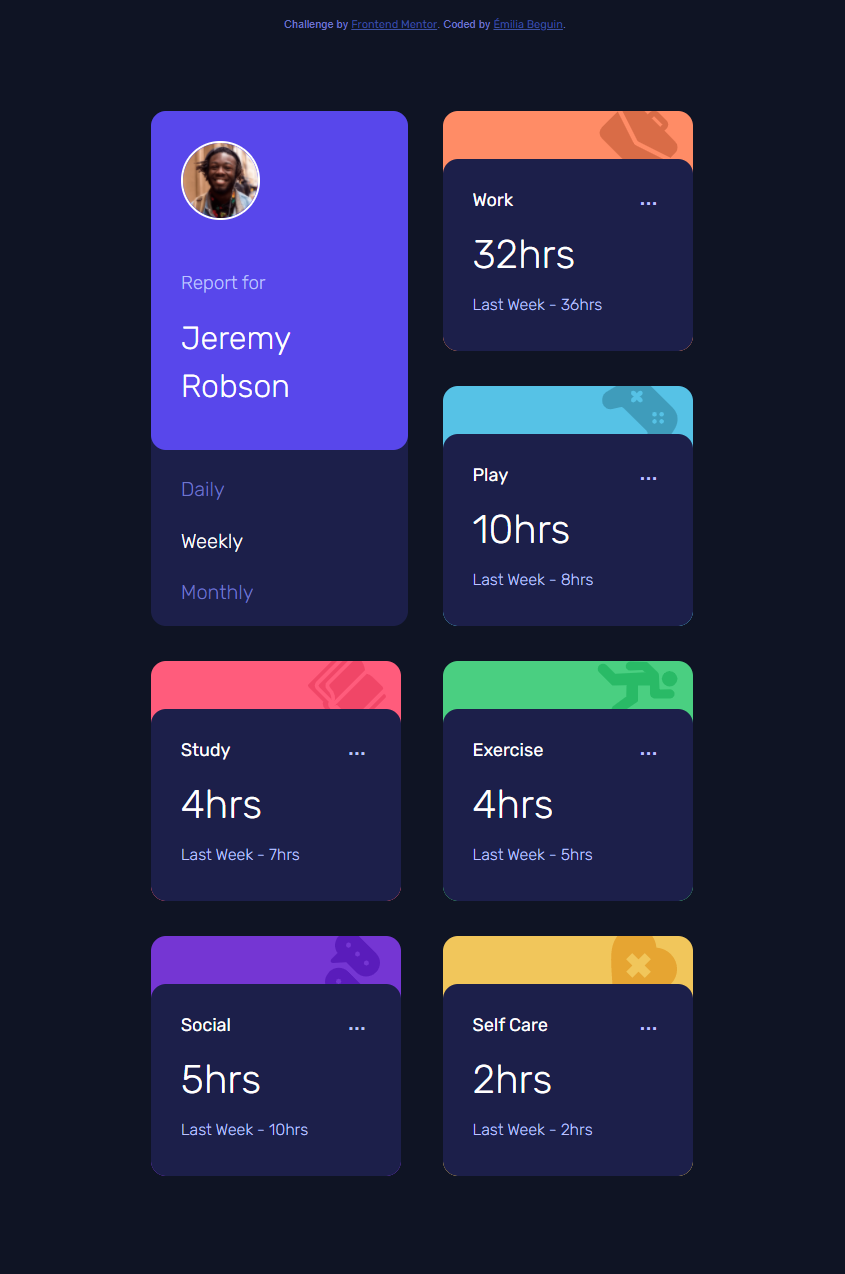 Challenge by Frontend Mentor. Coded by Émilia Beguin.
Report for
Jeremy
Robson
Daily
Weekly
Monthly
Work
...
32hrs
Last Week - 36hrs
Play
...
10hrs
Last Week - 8hrs
Study
...
4hrs
Last Week - 7hrs
Exercise
...
4hrs
Last Week - 5hrs
Social
...
5hrs
Last Week - 10hrs
Self Care
...
2hrs
Last Week - 2hrs